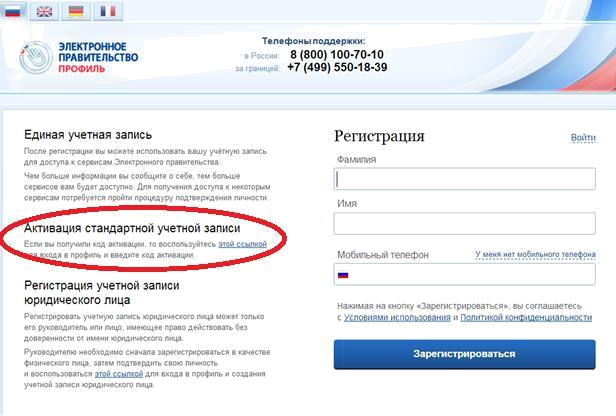 ЭЛЕКТРОННОЕ
ПРАВИТЕЛЬСТВО
ПРОФИЛЬ
Телефоны поддержки:
в России: 8 (800) 100-70-10
за границей: +7 (499) 550-18-39
Единая учетная запись
После регистрации вы можете использовать вашу учётную запись
для доступа к сервисам Электронного правительства.
Чем больше информации вы сообщите о себе, тем больше
сервисов вам будет доступно. Для получения доступа к некоторым
сервисам потребуется пройти процедуру подтверждения личности.
Активация стандартной учетной записи
Если вы получили код активации, то воспользуйтесь этой ссылкой
для входа в профиль и введите код активации.
Регистрация учетной записи
юридического лица
Регистрировать учетную запись юридического лица может только
его руководитель или лицо, имеющее право действовать без
доверенности от имени юридического лица.
Руководителю необходимо сначала зарегистрироваться в качестве
физического лица, затем подтвердить свою личность
и воспользоваться этой ссылкой для входа в профиль и создания
учетной записи юридического лица.
Регистрация
Войти
Фамилия
Имя
Мобильный телефон
У меня нет мобильного телефона
Нажимая на кнопку «Зарегистрироваться», вы соглашаетесь
с Условиями использования и Политикой конфиденциальности
Зарегистрироваться